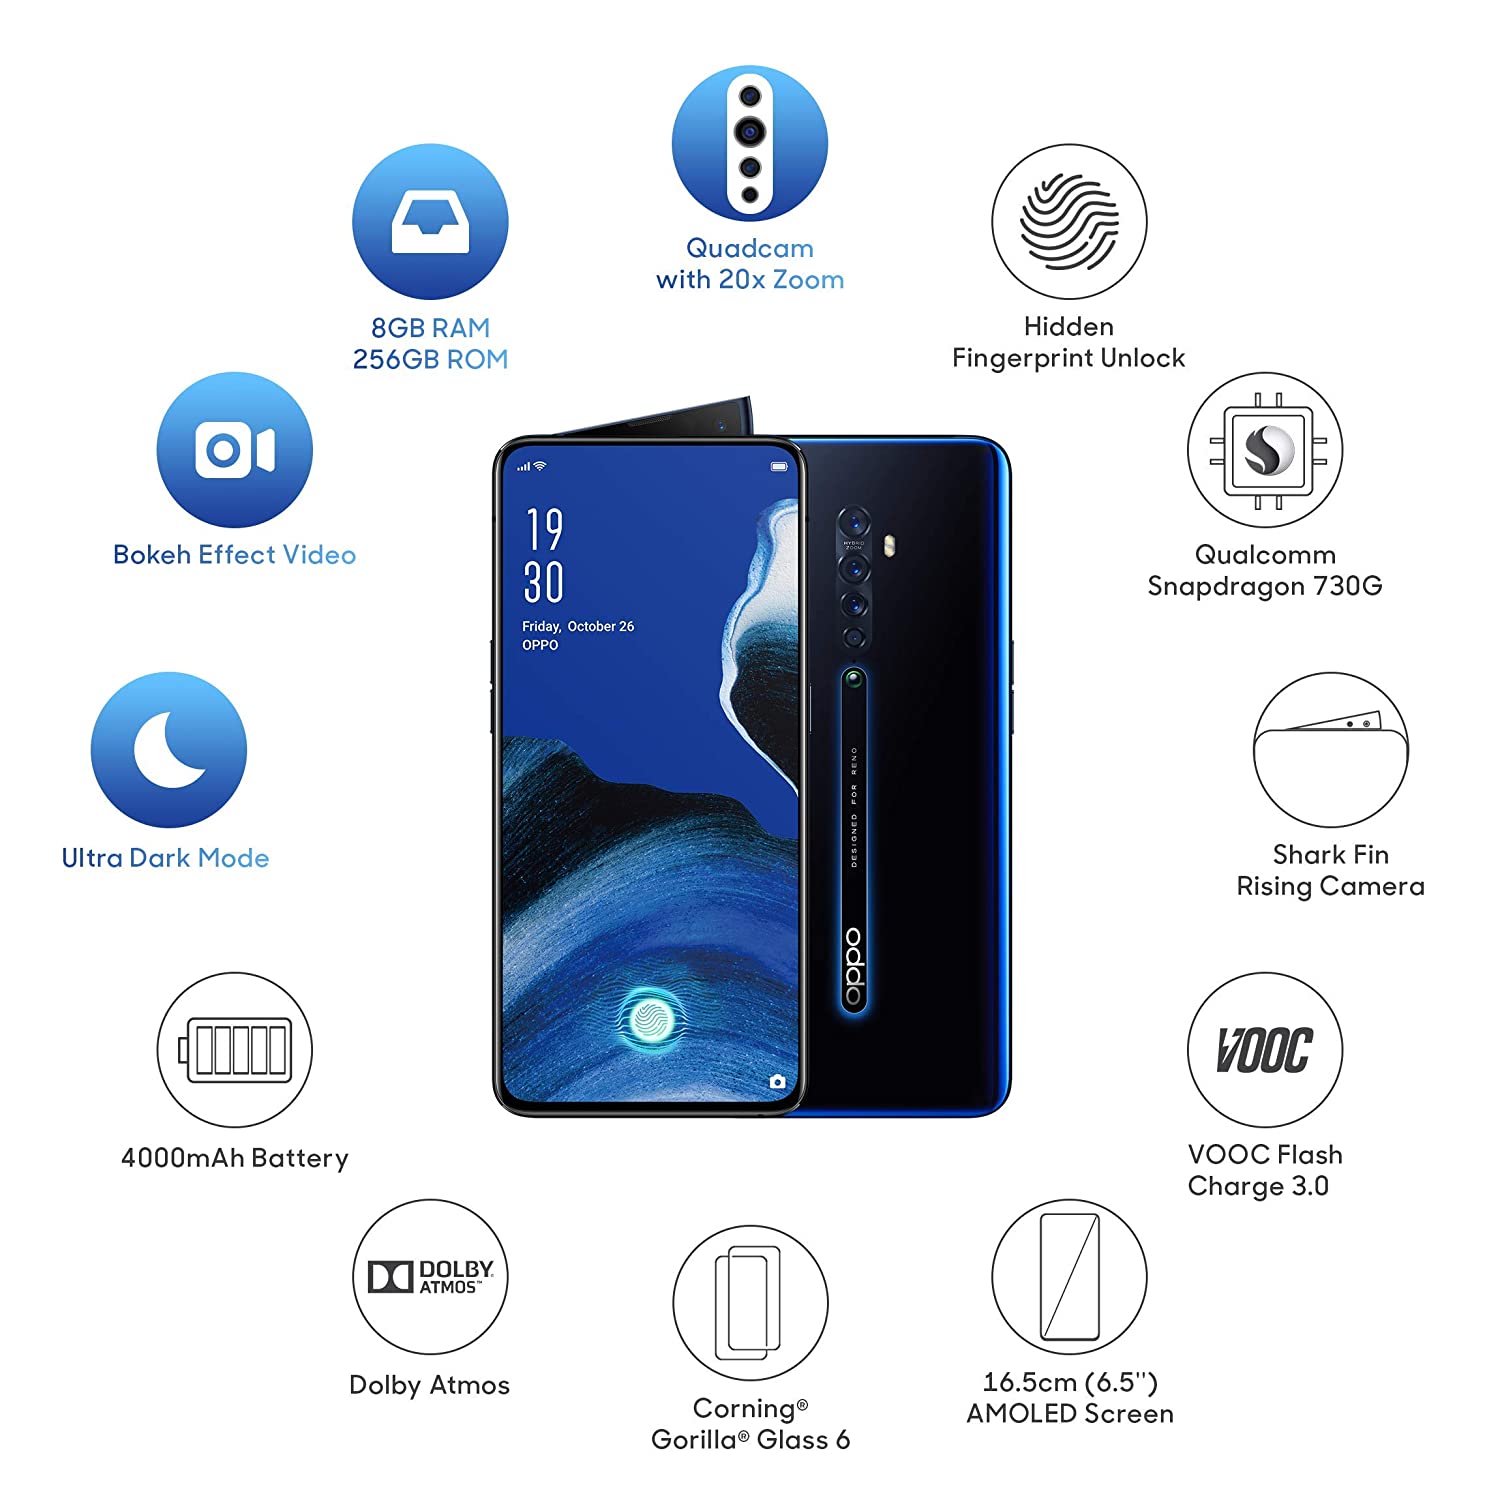 Quadcam
with 20x Zoom
8GB RAM
256GB ROM
Hidden
Fingerprint Unlock
Bokeh Effect Video
Qualcomm
Snapdragon 730G
19
30
Friday, October 26
OPPO
HYBRID
ZOOM
DESIGNED FOR RENO
oppo
Ultra Dark Mode
Shark Fin
Rising Camera
4000mAh Battery
VOOC
VOOC Flash
Charge 3.0
DOLBY
ATMOS™
Dolby Atmos
Corning®
Gorilla® Glass 6
16.5cm (6.5")
AMOLED Screen